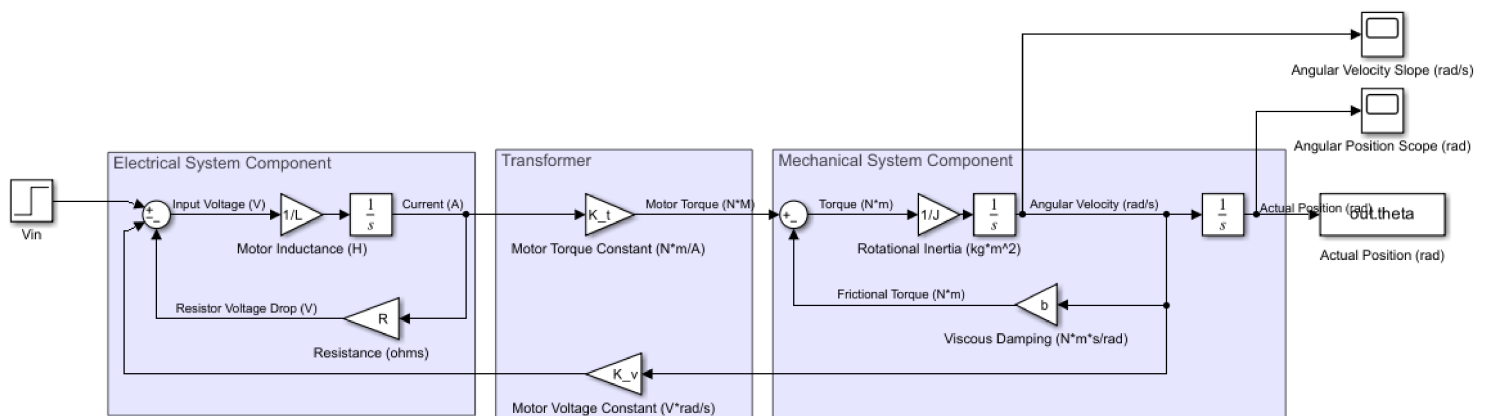 Angular Velocity Slope (rad/s)
Angular Position Scope (rad)
Electrical System Component
Transformer
Mechanical System Component
Vin
+
−
−
Input Voltage (V)
1/L
Motor Inductance (H)
1
s
Current (A)
K_t
Motor Torque Constant (N*m/A)
Motor Torque (N*M)
+
−
Torque (N*m)
1/J
Rotational Inertia (kg*m^2)
1
s
Angular Velocity (rad/s)
1
s
Actual Position (rad)
out.theta
Actual Position (rad)
Resistor Voltage Drop (V)
R
Resistance (ohms)
Frictional Torque (N*m)
b
Viscous Damping (N*m*s/rad)
K_v
Motor Voltage Constant (V*rad/s)